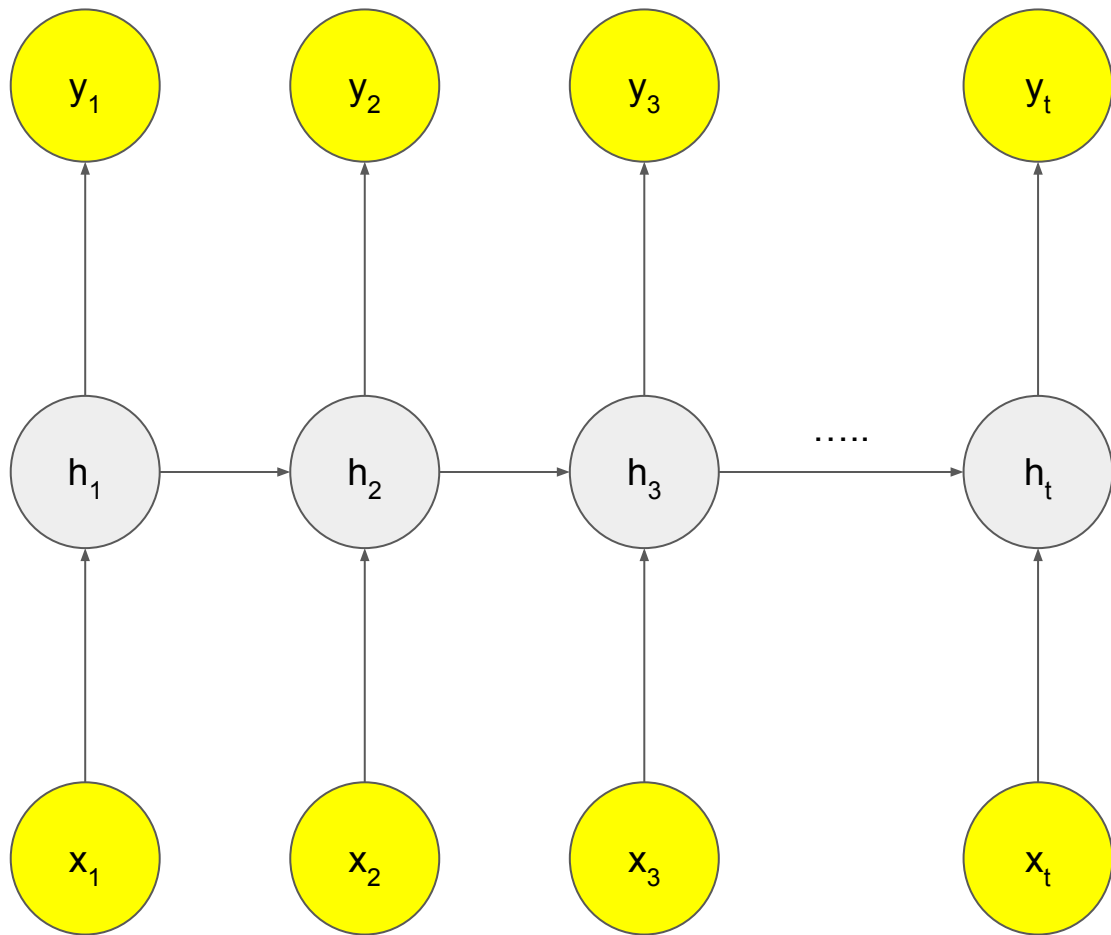 y₁ y₂ y₃ yₜ
.....
h₁ h₂ h₃ hₜ
x₁ x₂ x₃ xₜ